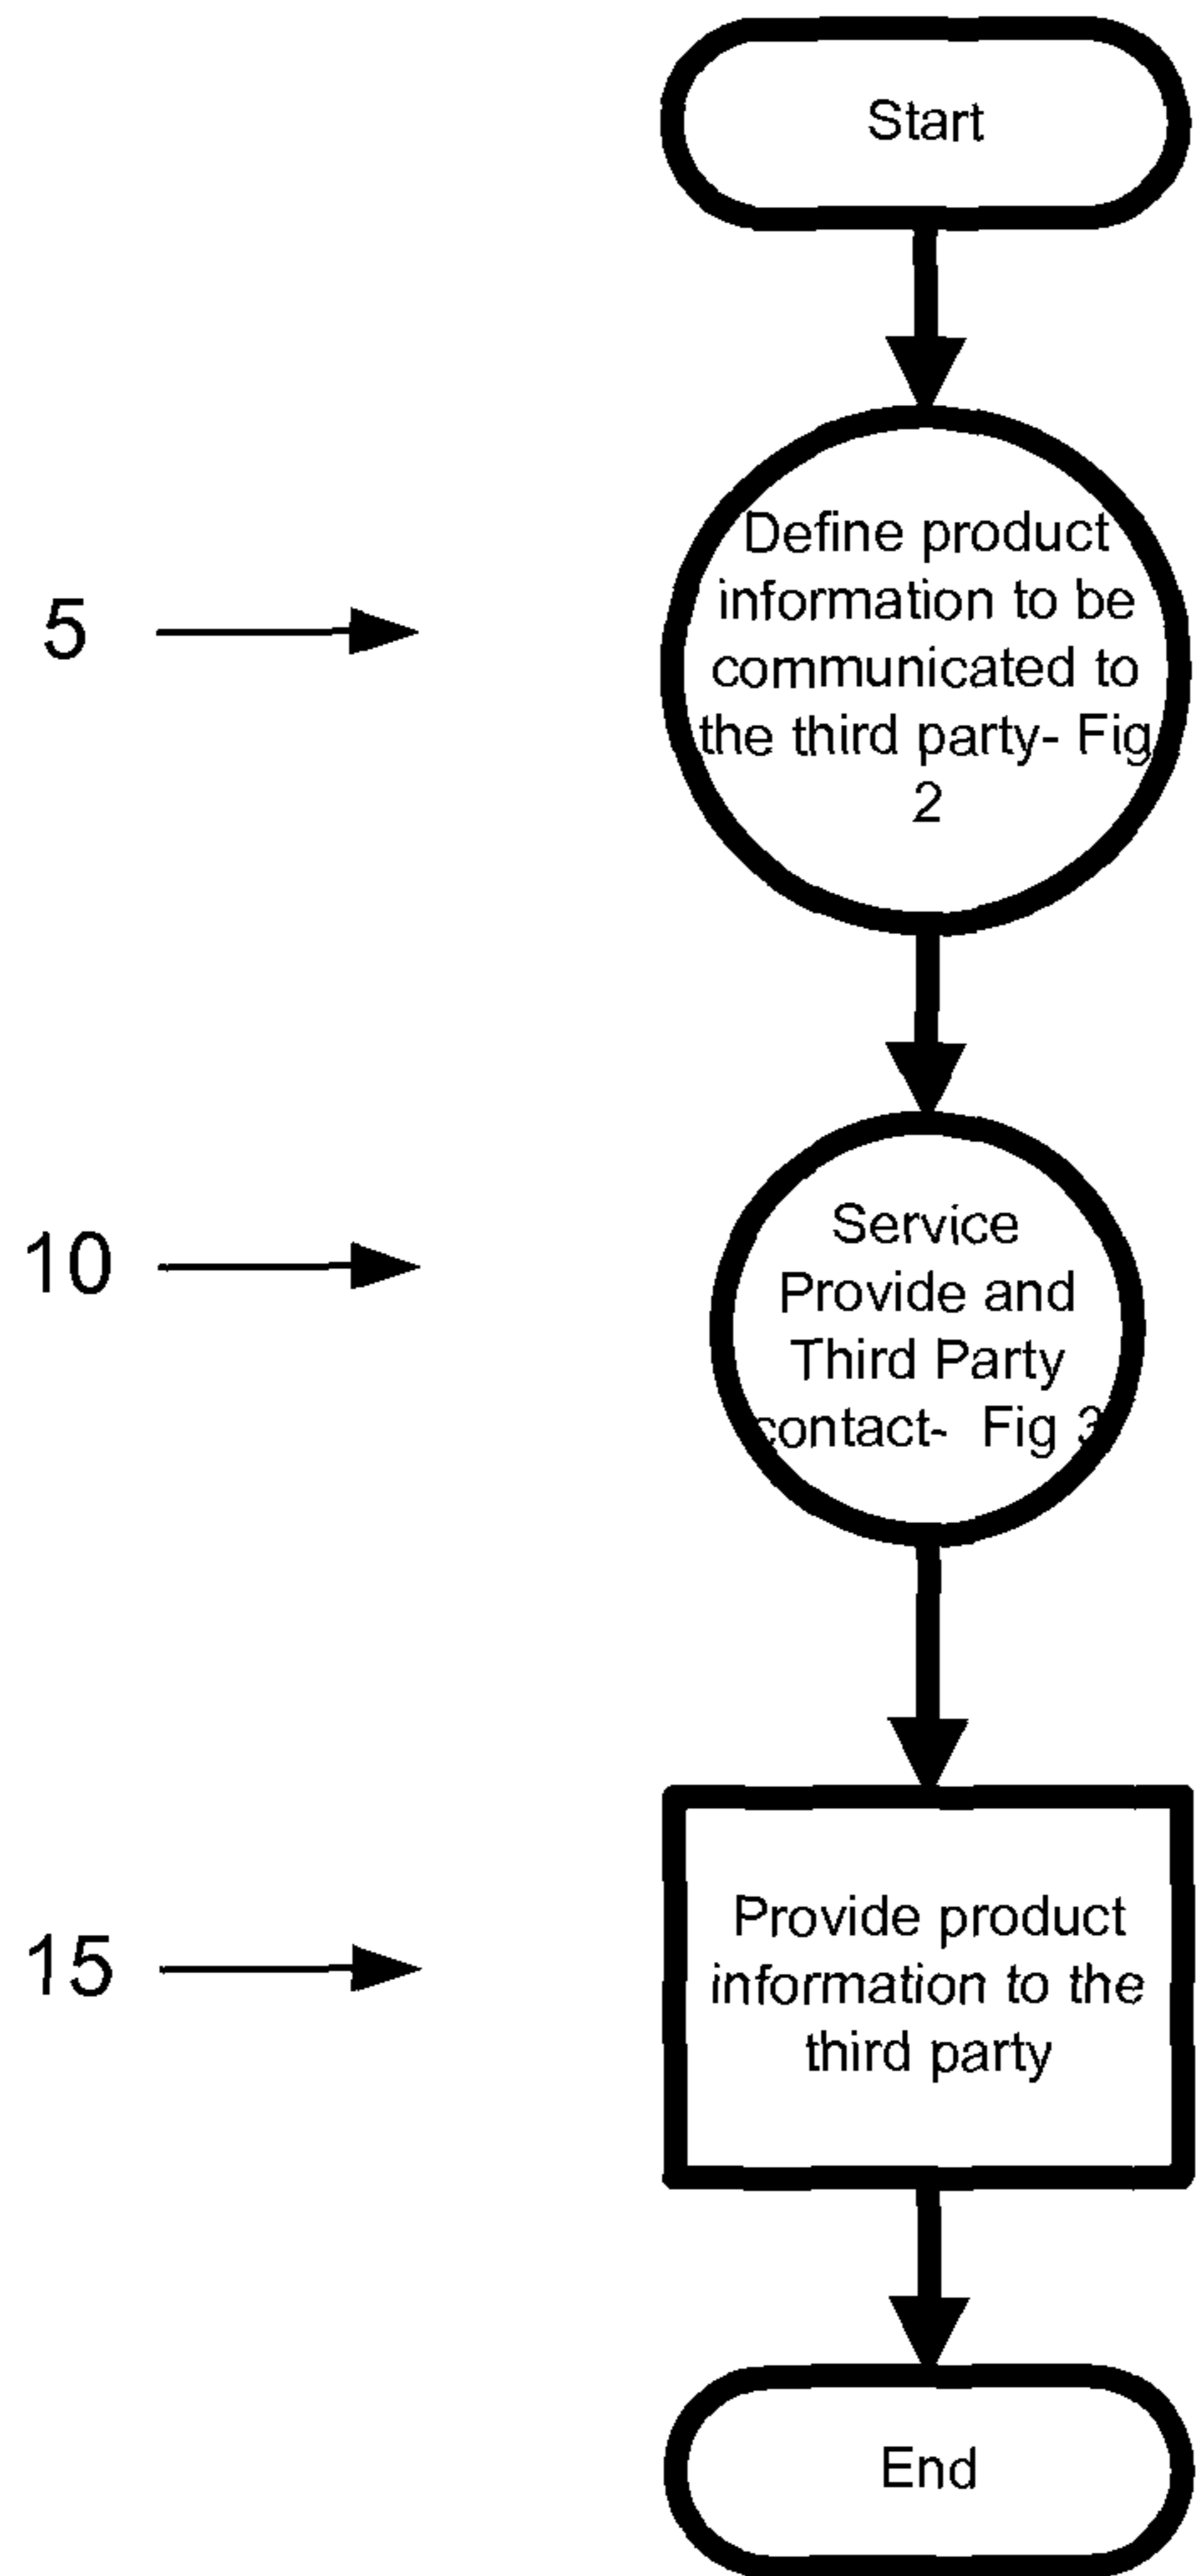 Start
5
Define product
information to be
communicated to
the third party- Fig
2
10
Service
Provide and
Third Party
contact-  Fig 3
15
Provide product
information to the
third party
End